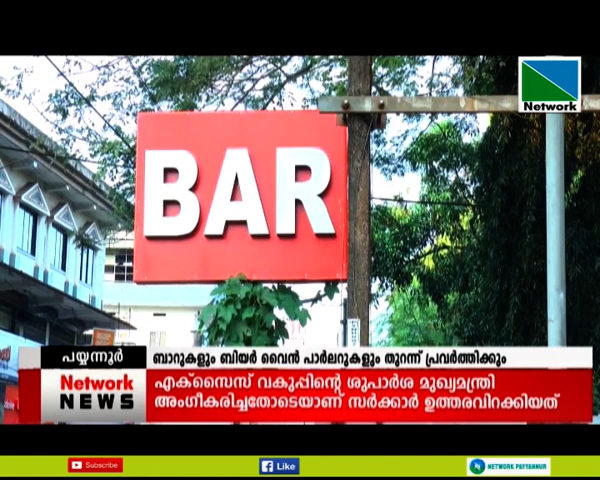 Network
BAR
പയ്യന്നൂർ
ബാറുകളും ബിയർ വൈൻ പാർലറുകളും തുറന്ന് പ്രവർത്തിക്കും
Network
NEWS
എക്സൈസ് വകുപ്പിന്റെ ശുപാർശ മുഖ്യമന്ത്രി
അംഗീകരിച്ചതോടെയാണ് സർക്കാർ ഉത്തരവിറക്കിയത്
Subscribe
Like
NETWORK PAYYANNUR